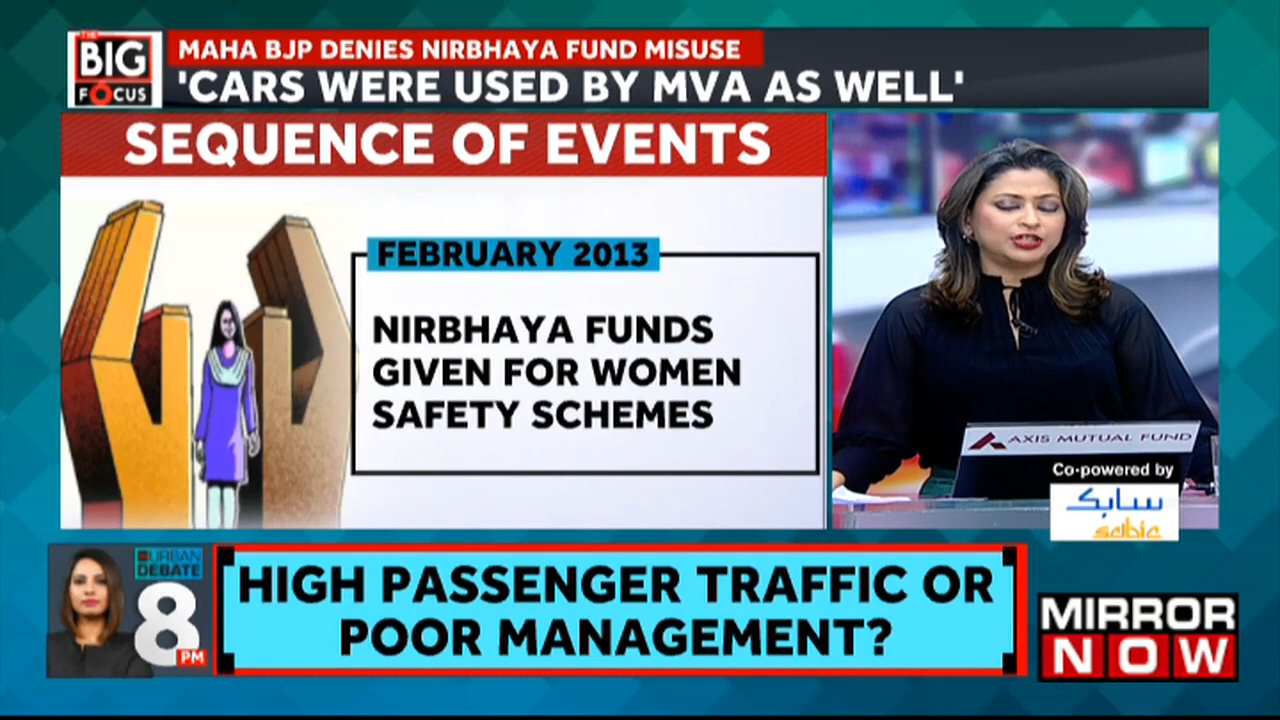 THE
BIG
FOCUS
MAHA BJP DENIES NIRBHAYA FUND MISUSE
'CARS WERE USED BY MVA AS WELL'
SEQUENCE OF EVENTS
FEBRUARY 2013
NIRBHAYA FUNDS
GIVEN FOR WOMEN
SAFETY SCHEMES
AXIS MUTUAL FUND
Co-powered by
سابك
sabic
URBAN
DEBATE
8
PM
HIGH PASSENGER TRAFFIC OR
POOR MANAGEMENT?
MIRROR
NOW